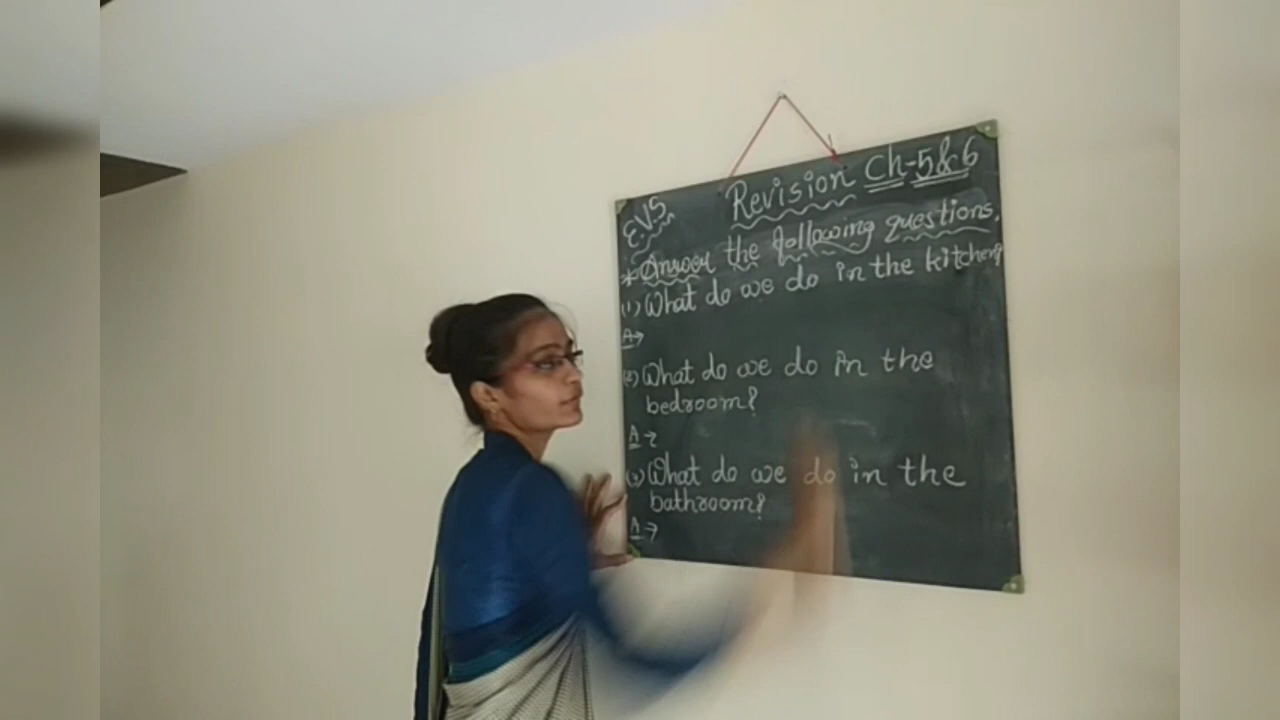 E.V.S
Revision Ch-5&6
* Answer the following questions.
(1) What do we do in the kitchen?
A→
(2) What do we do in the
bedroom?
A→
(3) What do we do in the
bathroom?
A→